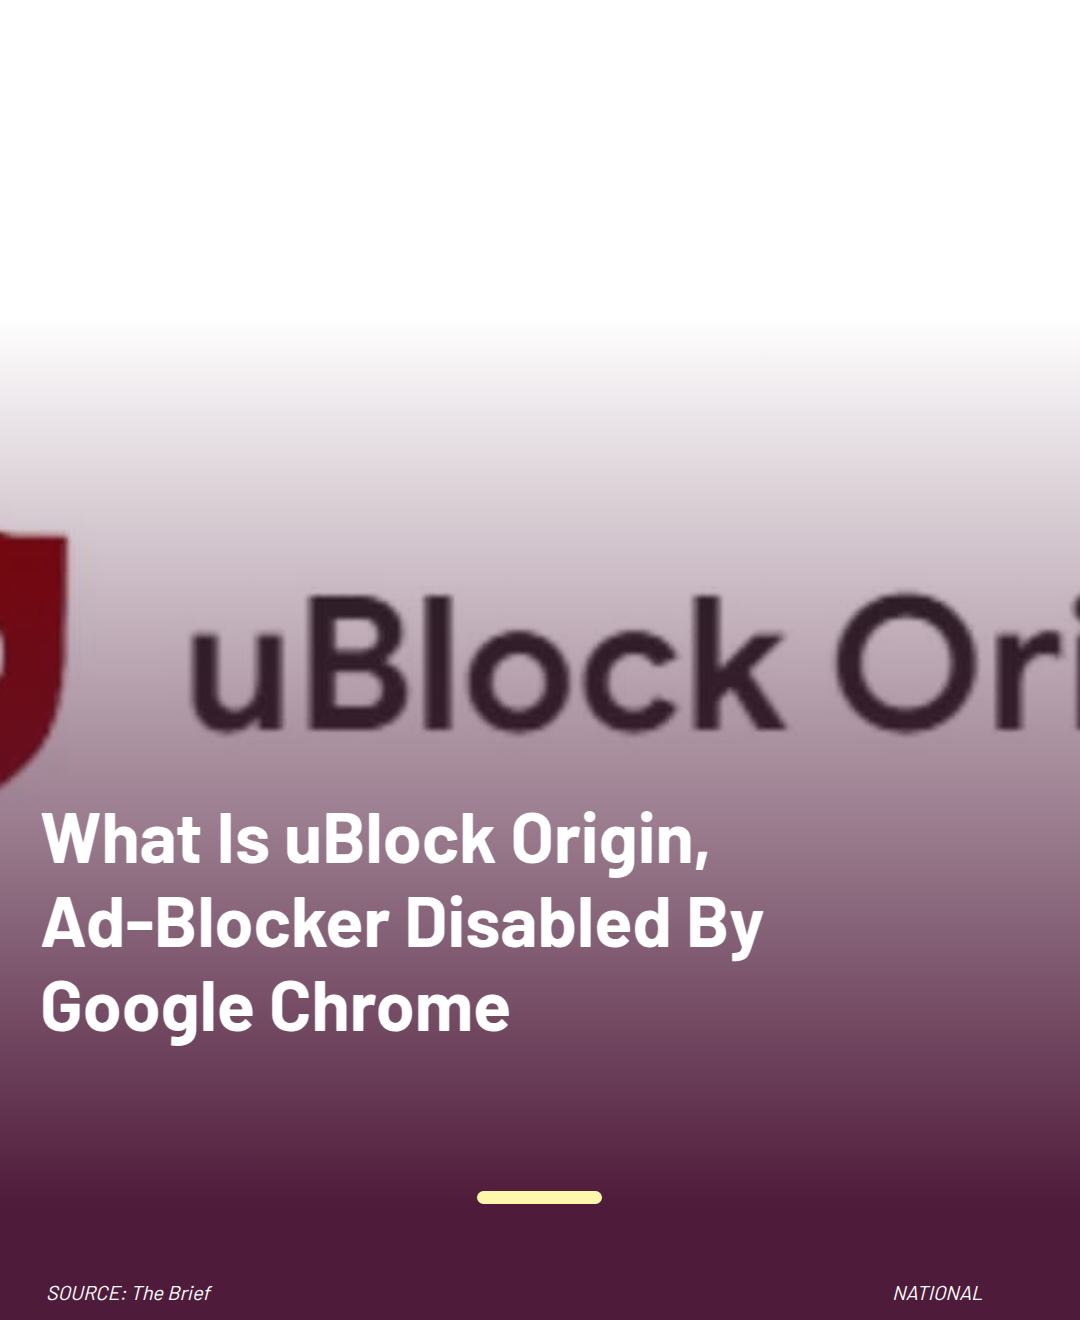 uBlock Ori
What Is uBlock Origin,
Ad-Blocker Disabled By
Google Chrome
SOURCE: The Brief
NATIONAL